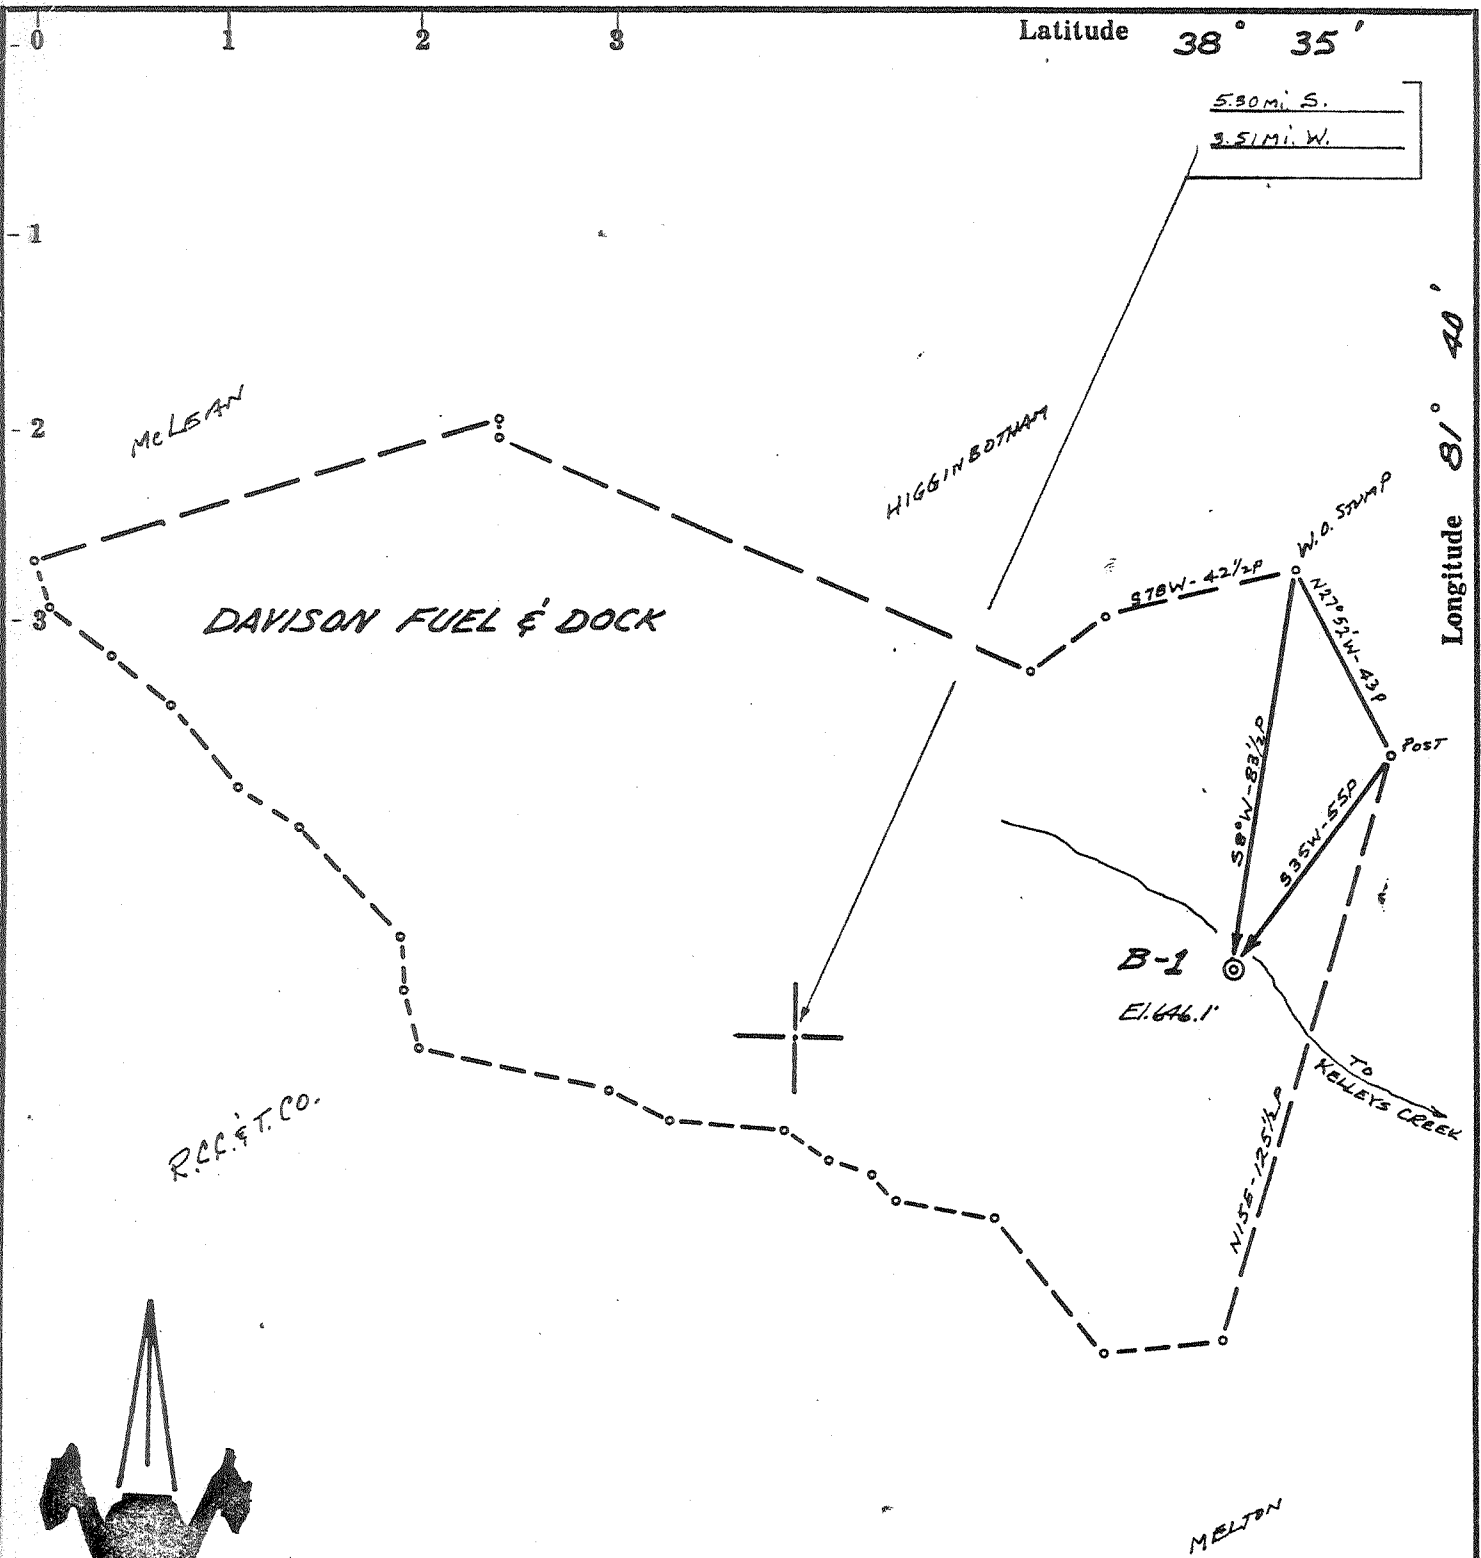 0 1 2 3
Latitude 38° 35'
5.30 Mi. S.
3.51 Mi. W.
- 1
Longitude 81° 40'
- 2
McLEAN
HIGGINBOTHAM
W.O. STUMP
S78W-42½P
N27°52'W-43P
- 3
DAVISON FUEL & DOCK
POST
S8°W-83½P
S35W-55P
B-1
El. 646.1'
TO
KELLEYS CREEK
R.C.C. & T. CO.
N15E-125½P
MELTON